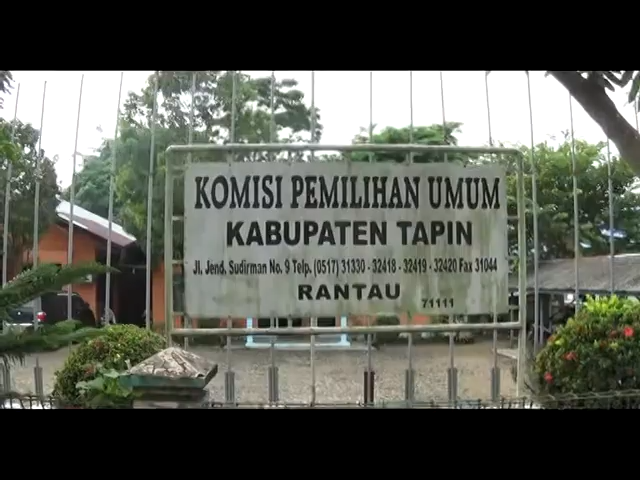 KOMISI PEMILIHAN UMUM
KABUPATEN TAPIN
Jl. Jend. Sudirman No. 9 Telp. (0517) 31330 - 32418 - 32419 - 32420 Fax 31044
RANTAU
71111